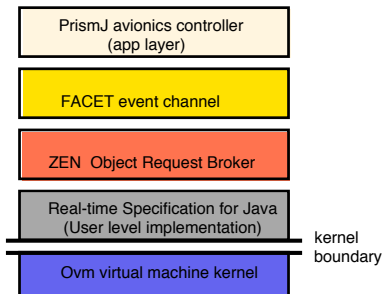 PrismJ avionics controller
(app layer)
FACET event channel
ZEN Object Request Broker
Real-time Specification for Java
(User level implementation)
kernel
boundary
Ovm virtual machine kernel